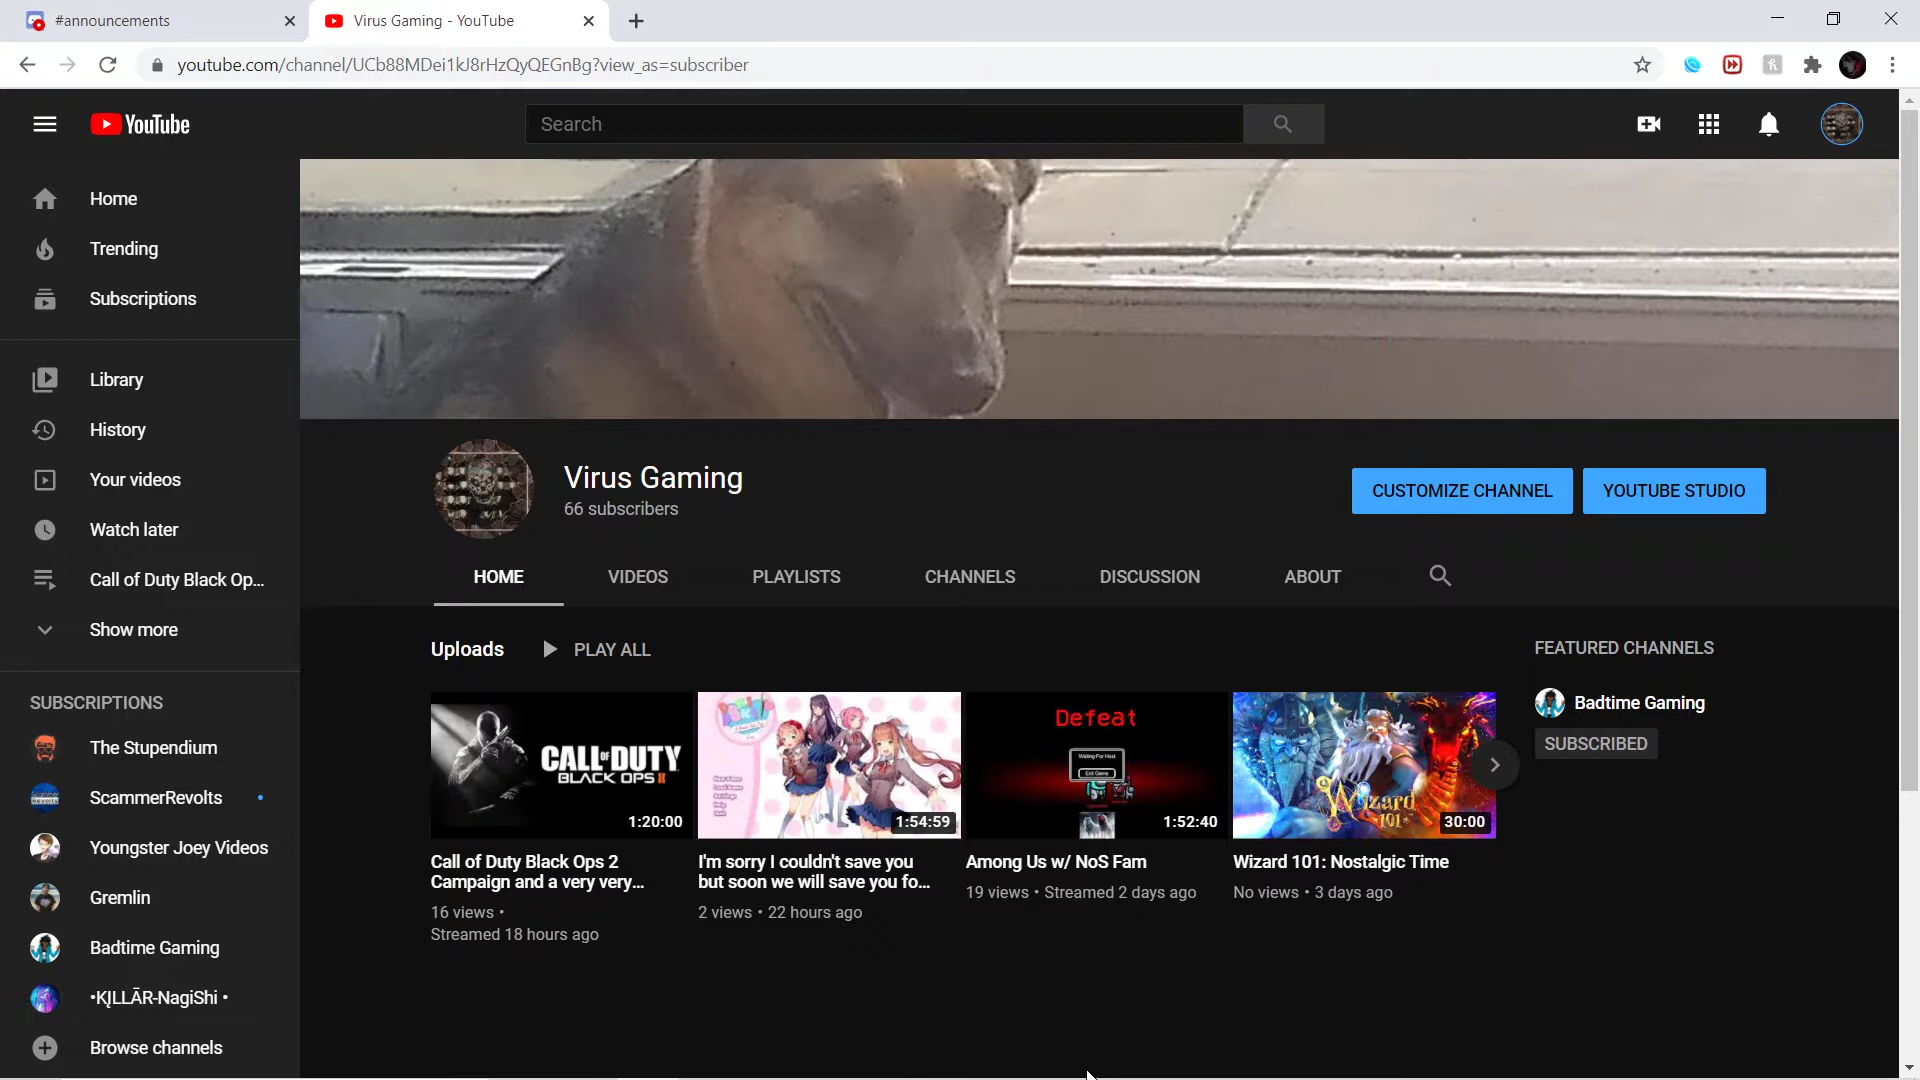 #announcements
Virus Gaming - YouTube
youtube.com/channel/UCb88MDei1kJ8rHzQyQEGnBg?view_as=subscriber
YouTube
Search
Home
Trending
Subscriptions
Library
History
Your videos
Watch later
Call of Duty Black Op...
Show more
SUBSCRIPTIONS
The Stupendium
ScammerRevolts
Youngster Joey Videos
Gremlin
Badtime Gaming
•KĮLLĀR-NagiShi •
Browse channels
Virus Gaming
66 subscribers
CUSTOMIZE CHANNEL
YOUTUBE STUDIO
HOME
VIDEOS
PLAYLISTS
CHANNELS
DISCUSSION
ABOUT
Uploads
PLAY ALL
CALL OF DUTY
BLACK OPS II
1:20:00
Call of Duty Black Ops 2
Campaign and a very very...
16 views •
Streamed 18 hours ago
1:54:59
I'm sorry I couldn't save you
but soon we will save you fo...
2 views • 22 hours ago
Defeat
Waiting For Host
Exit Game
1:52:40
Among Us w/ NoS Fam
19 views • Streamed 2 days ago
Wizard
101
30:00
Wizard 101: Nostalgic Time
No views • 3 days ago
FEATURED CHANNELS
Badtime Gaming
SUBSCRIBED